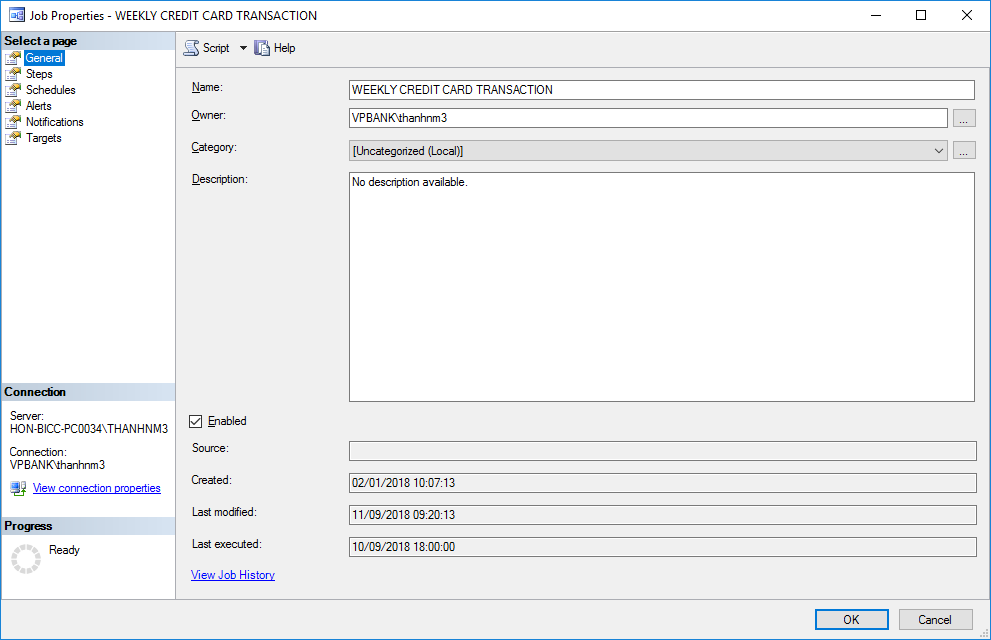 Job Properties - WEEKLY CREDIT CARD TRANSACTION
Select a page
General
Steps
Schedules
Alerts
Notifications
Targets
Script
Help
Name:
WEEKLY CREDIT CARD TRANSACTION
Owner:
VPBANK\thanhnm3
...
Category:
[Uncategorized (Local)]
...
Description:
No description available.
Enabled
Source:
Created:
02/01/2018 10:07:13
Last modified:
11/09/2018 09:20:13
Last executed:
10/09/2018 18:00:00
View Job History
Connection
Server:
HON-BICC-PC0034\THANHNM3
Connection:
VPBANK\thanhnm3
View connection properties
Progress
Ready
OK
Cancel